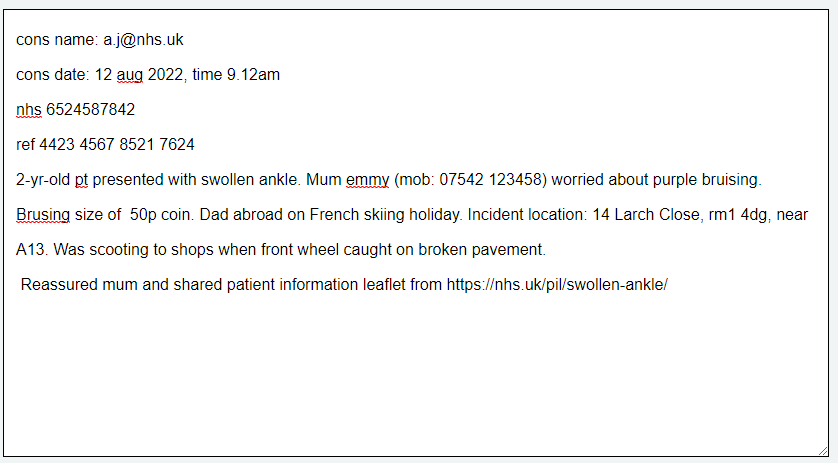 cons name: a.j@nhs.uk
cons date: 12 aug 2022, time 9.12am
nhs 6524587842
ref 4423 4567 8521 7624
2-yr-old pt presented with swollen ankle. Mum emmy (mob: 07542 123458) worried about purple bruising.
Brusing size of  50p coin. Dad abroad on French skiing holiday. Incident location: 14 Larch Close, rm1 4dg, near
A13. Was scooting to shops when front wheel caught on broken pavement.
Reassured mum and shared patient information leaflet from https://nhs.uk/pil/swollen-ankle/